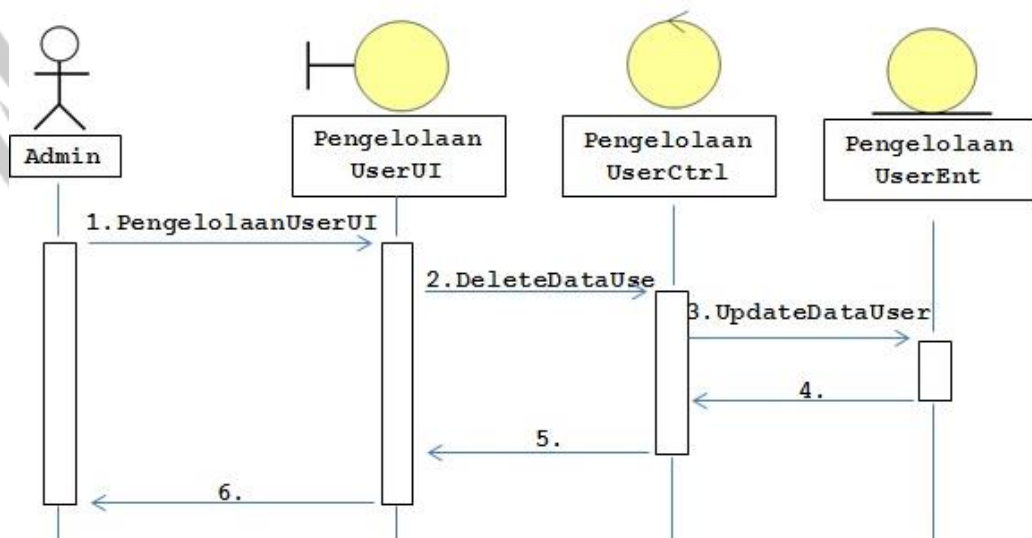 Admin
Pengelolaan
UserUI
Pengelolaan
UserCtrl
Pengelolaan
UserEnt
1.PengelolaanUserUI
2.DeleteDataUse
3.UpdateDataUser
4.
5.
6.